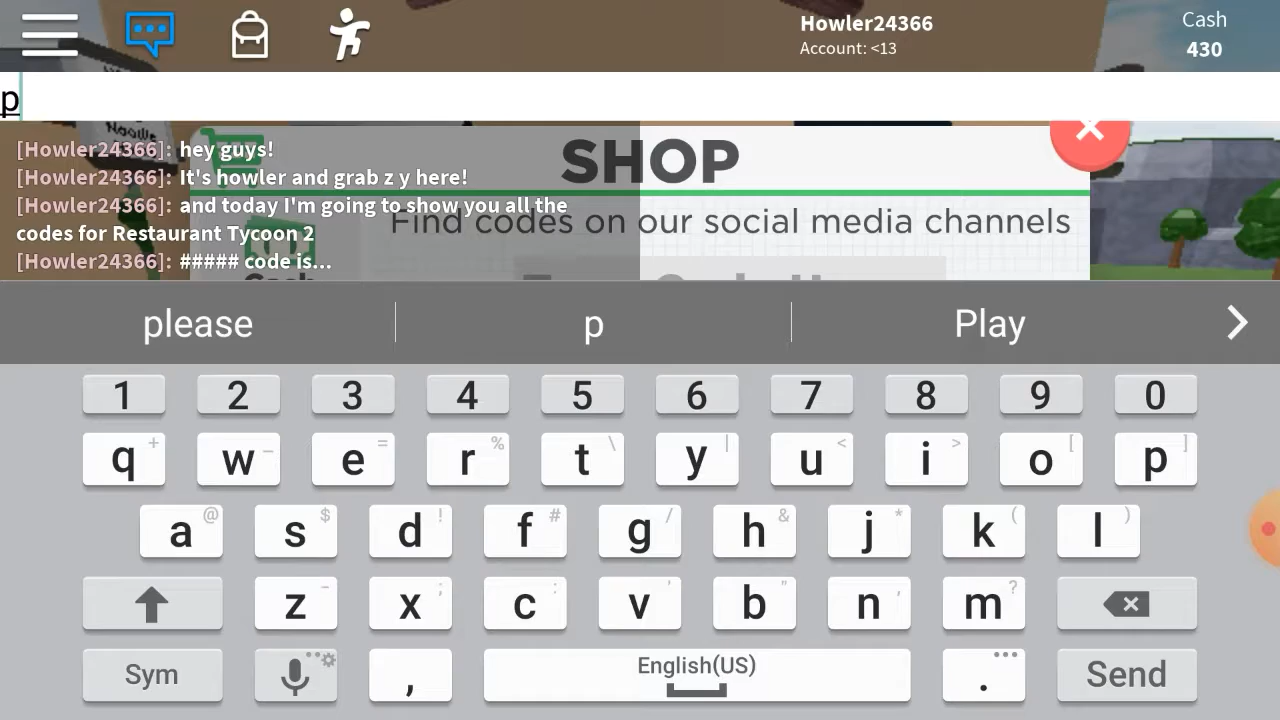 Howler24366
Account: <13
Cash
430
p
Noodle
[Howler24366]: hey guys!
[Howler24366]: It's howler and grab z y here!
[Howler24366]: and today I'm going to show you all the
codes for Restaurant Tycoon 2
[Howler24366]: ##### code is...
SHOP
Find codes on our social media channels
Cash
please p Play
1 2 3 4 5 6 7 8 9 0
q + w _ e = r % t \ y | u < i > o [ p ]
a @ s $ d ! f # g / h & j * k ( l )
z - x ; c : v ' b " n , m ?
Sym , English(US) . Send